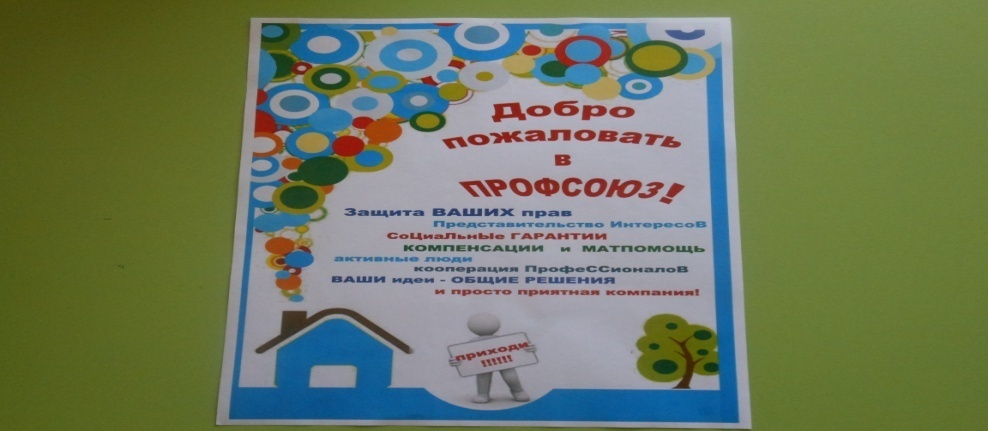 Добро
пожаловать
в
ПРОФСОЮЗ!
Защита ВАШИХ прав
Представительство ИнтересоВ
СоЦиаЛьнЫе ГАРАНТИИ
КОМПЕНСАЦИИ и МАТПОМОЩЬ
активные люди
кооперация ПрофеССионалоВ
ВАШИ идеи - ОБЩИЕ РЕШЕНИЯ
и просто приятная компания!
приходи
!!!!!!